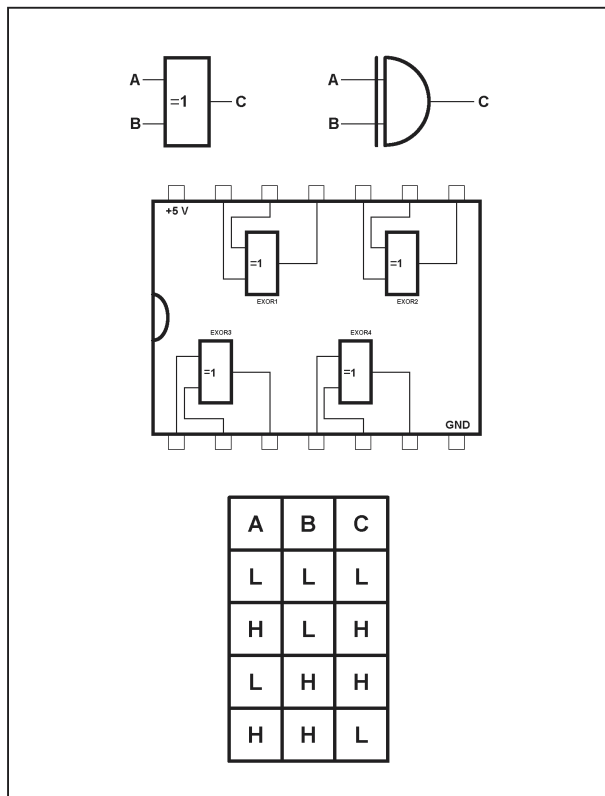 A
B
=1
C
A
B
C
+5 V
=1
EXOR1
=1
EXOR2
EXOR3
=1
EXOR4
=1
GND
A B C
L L L
H L H
L H H
H H L